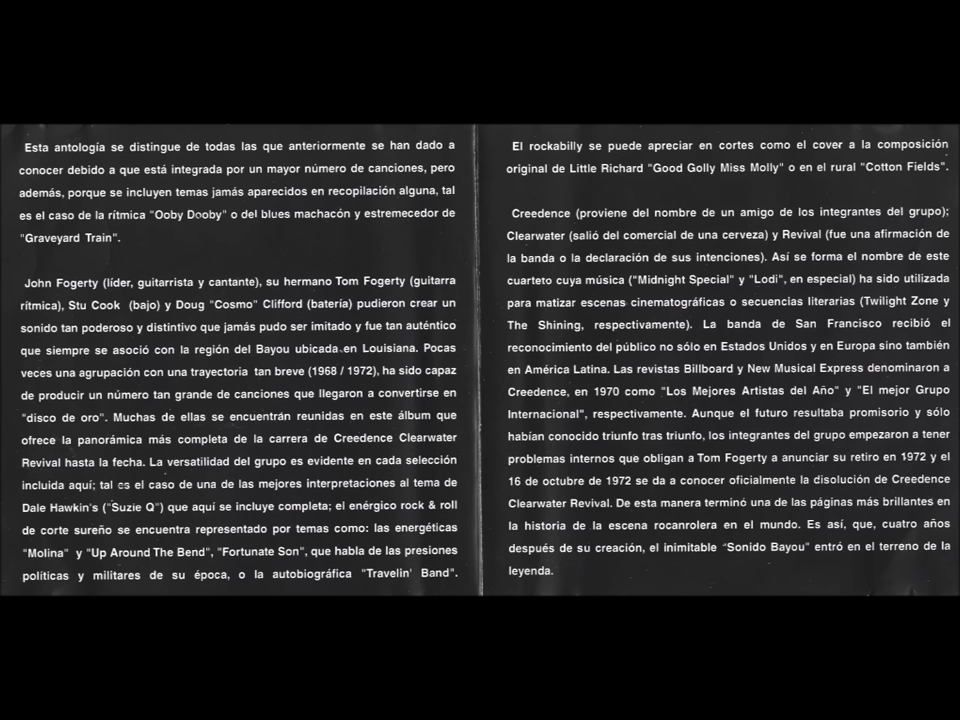 Esta antología se distingue de todas las que anteriormente se han dado a
conocer debido a que está integrada por un mayor número de canciones, pero
además, porque se incluyen temas jamás aparecidos en recopilación alguna, tal
es el caso de la rítmica "Ooby Dooby" o del blues machacón y estremecedor de
"Graveyard Train".
John Fogerty (líder, guitarrista y cantante), su hermano Tom Fogerty (guitarra
rítmica), Stu Cook (bajo) y Doug "Cosmo" Clifford (batería) pudieron crear un
sonido tan poderoso y distintivo que jamás pudo ser imitado y fue tan auténtico
que siempre se asoció con la región del Bayou ubicada en Louisiana. Pocas
veces una agrupación con una trayectoria tan breve (1968 / 1972), ha sido capaz
de producir un número tan grande de canciones que llegaron a convertirse en
"disco de oro". Muchas de ellas se encuentrán reunidas en este álbum que
ofrece la panorámica más completa de la carrera de Creedence Clearwater
Revival hasta la fecha. La versatilidad del grupo es evidente en cada selección
incluida aquí; tal es el caso de una de las mejores interpretaciones al tema de
Dale Hawkin's ("Suzie Q") que aquí se incluye completa; el enérgico rock & roll
de corte sureño se encuentra representado por temas como: las energéticas
"Molina" y "Up Around The Bend", "Fortunate Son", que habla de las presiones
políticas y militares de su época, o la autobiográfica "Travelin' Band".
El rockabilly se puede apreciar en cortes como el cover a la composición
original de Little Richard "Good Golly Miss Molly" o en el rural "Cotton Fields".
Creedence (proviene del nombre de un amigo de los integrantes del grupo);
Clearwater (salió del comercial de una cerveza) y Revival (fue una afirmación de
la banda o la declaración de sus intenciones). Así se forma el nombre de este
cuarteto cuya música ("Midnight Special" y "Lodi", en especial) ha sido utilizada
para matizar escenas cinematográficas o secuencias literarias (Twilight Zone y
The Shining, respectivamente). La banda de San Francisco recibió el
reconocimiento del público no sólo en Estados Unidos y en Europa sino también
en América Latina. Las revistas Billboard y New Musical Express denominaron a
Creedence, en 1970 como "Los Mejores Artistas del Año" y "El mejor Grupo
Internacional", respectivamente. Aunque el futuro resultaba promisorio y sólo
habían conocido triunfo tras triunfo, los integrantes del grupo empezaron a tener
problemas internos que obligan a Tom Fogerty a anunciar su retiro en 1972 y el
16 de octubre de 1972 se da a conocer oficialmente la disolución de Creedence
Clearwater Revival. De esta manera terminó una de las páginas más brillantes en
la historia de la escena rocanrolera en el mundo. Es así, que, cuatro años
después de su creación, el inimitable "Sonido Bayou" entró en el terreno de la
leyenda.